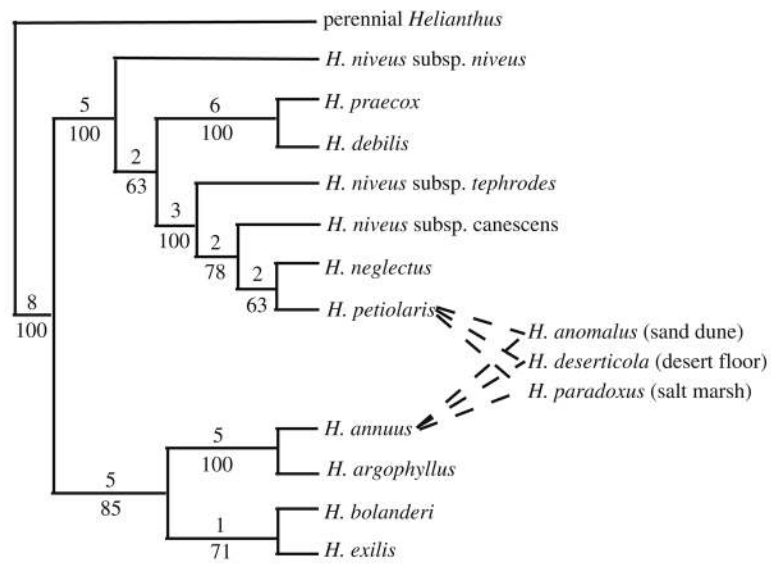 perennial Helianthus
H. niveus subsp. niveus
5
100
6
100
H. praecox
H. debilis
2
63
H. niveus subsp. tephrodes
3
100
H. niveus subsp. canescens
2
78
H. neglectus
2
63
H. petiolaris
8
100
H. anomalus (sand dune)
H. deserticola (desert floor)
H. paradoxus (salt marsh)
H. annuus
5
100
H. argophyllus
5
85
H. bolanderi
1
71
H. exilis